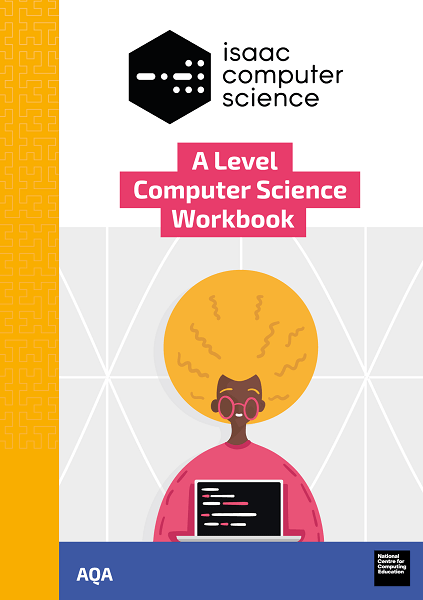 isaac
computer
science
A Level
Computer Science
Workbook
AQA
National
Centre for
Computing
Education